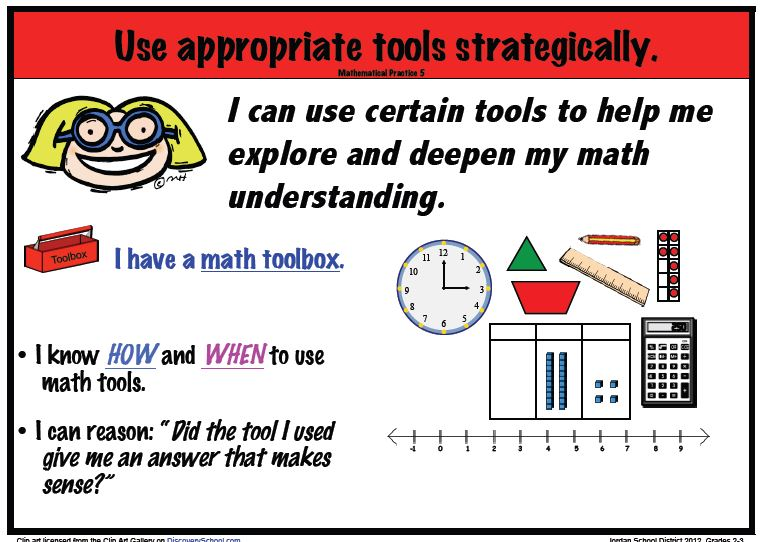 Use appropriate tools strategically.
Mathematical Practice 5
I can use certain tools to help me
explore and deepen my math
understanding.
Toolbox
I have a math toolbox.
12
11
1
10
2
9
3
8
4
7
5
6
250
• I know HOW and WHEN to use
math tools.
• I can reason: “Did the tool I used
give me an answer that makes
sense?”
-1 0 1 2 3 4 5 6 7 8 9
Clip art licensed from the Clip Art Gallery on DiscoverySchool.com
Jordan School District 2012, Grades 2-3